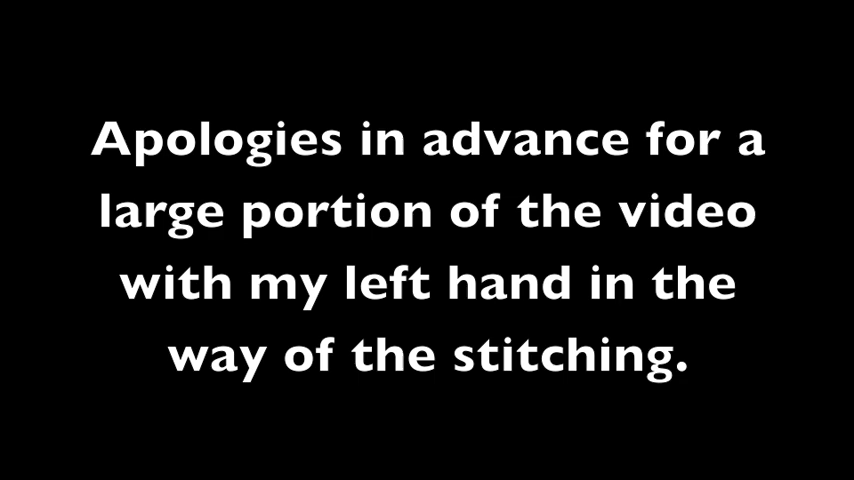 Apologies in advance for a
large portion of the video
with my left hand in the
way of the stitching.